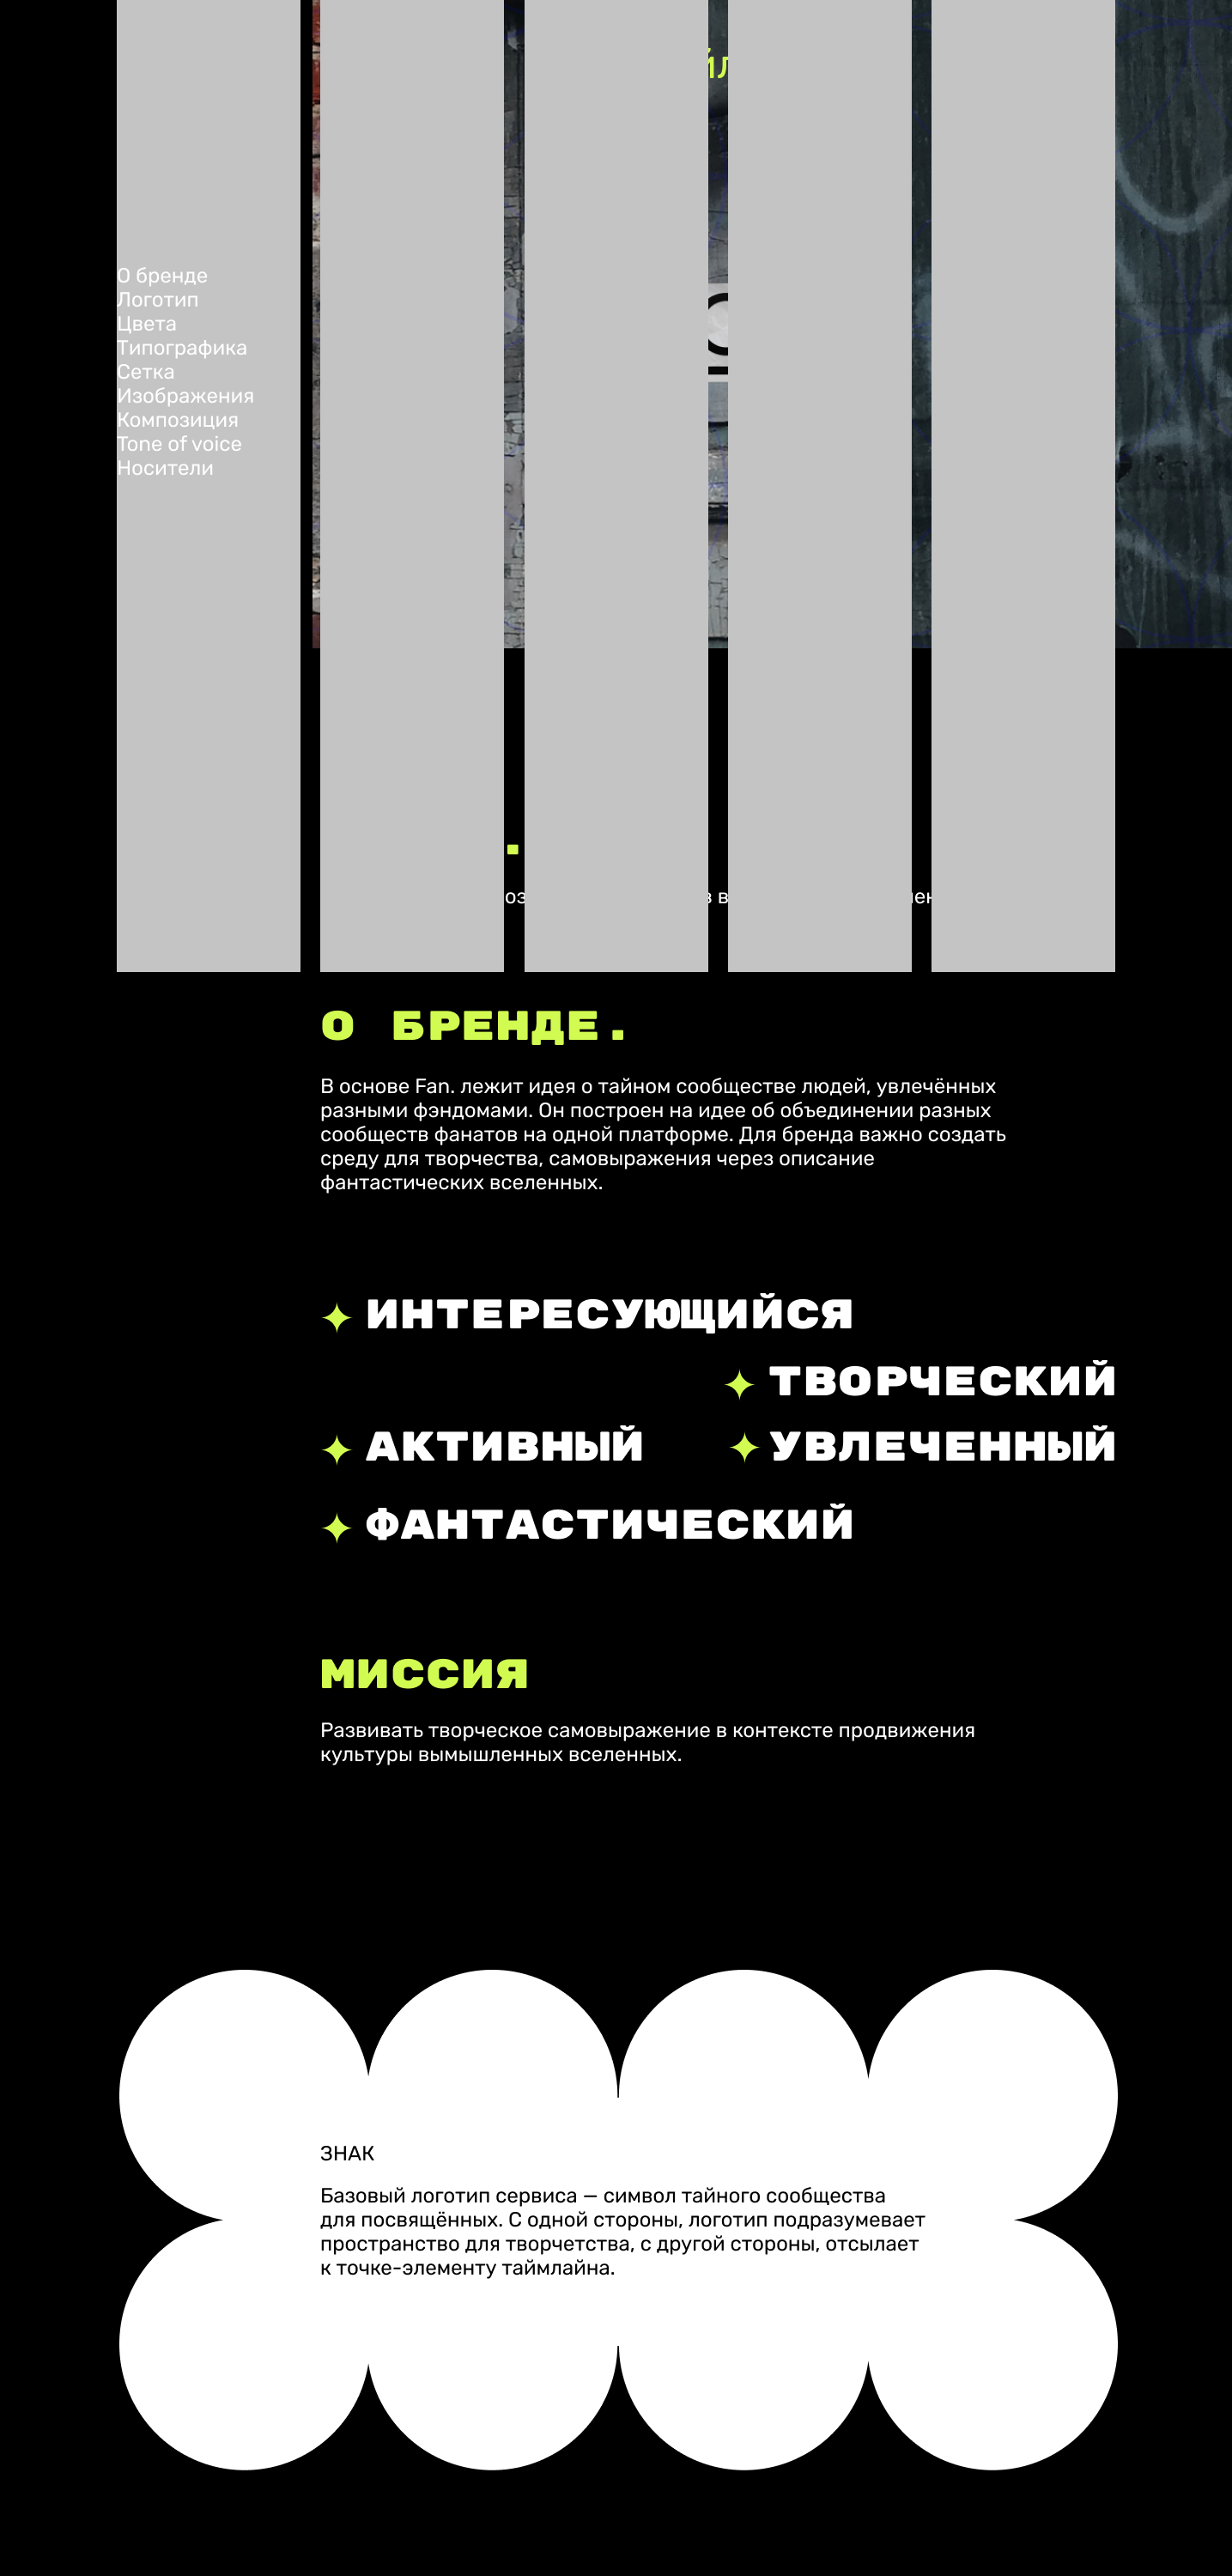 О бренде
Логотип
Цвета
Типографика
Сетка
Изображения
Композиция
Tone of voice
Носители
О БРЕНДЕ.
В основе Fan. лежит идея о тайном сообществе людей, увлечённых
разными фэндомами. Он построен на идее об объединении разных
сообществ фанатов на одной платформе. Для бренда важно создать
среду для творчества, самовыражения через описание
фантастических вселенных.
✦ ИНТЕРЕСУЮЩИЙСЯ
✦ ТВОРЧЕСКИЙ
✦ АКТИВНЫЙ ✦ УВЛЕЧЕННЫЙ
✦ ФАНТАСТИЧЕСКИЙ
МИССИЯ
Развивать творческое самовыражение в контексте продвижения
культуры вымышленных вселенных.
ЗНАК
Базовый логотип сервиса — символ тайного сообщества
для посвящённых. С одной стороны, логотип подразумевает
пространство для творчетства, с другой стороны, отсылает
к точке-элементу таймлайна.